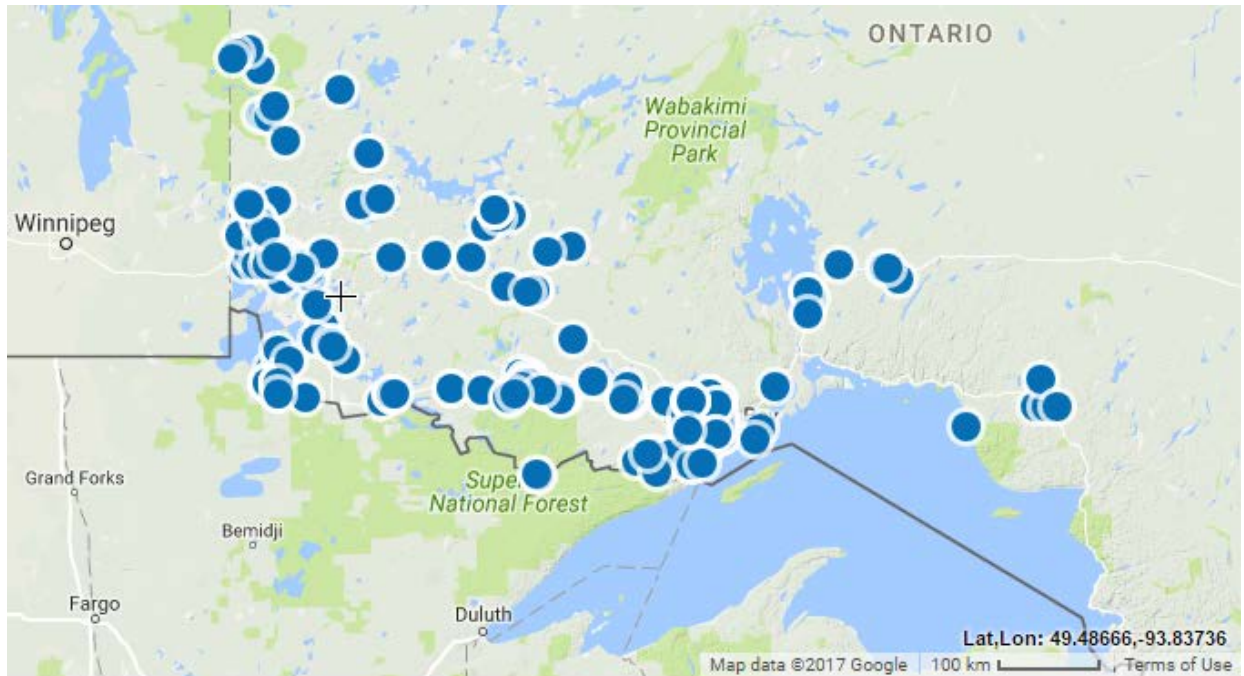 ONTARIO
Wabakimi
Provincial
Park
Winnipeg
Grand Forks
National Forest
Bemidji
Fargo
Duluth
Lat,Lon: 49.48666,-93.83736
Map data ©2017 Google
100 km
Terms of Use